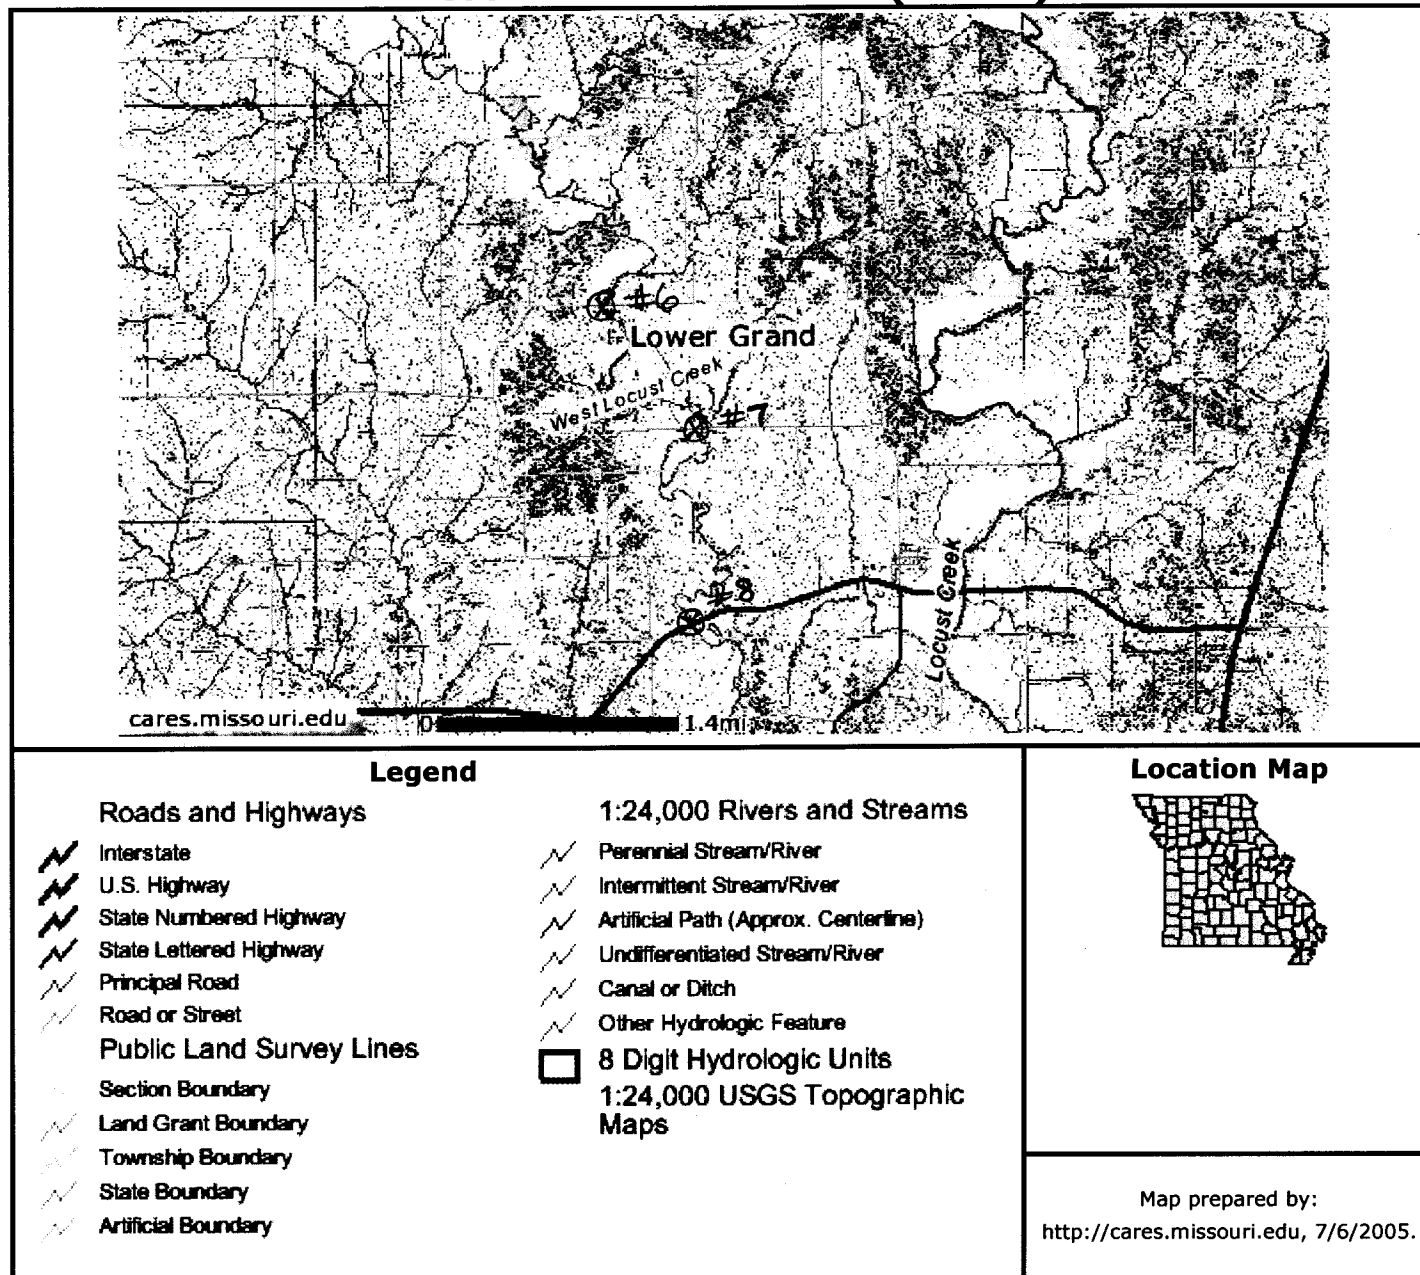 #6
Lower Grand
West Locust Creek
#7
#8
Locust Creek
cares.missouri.edu
0
1.4mi
Legend
Roads and Highways
Interstate
U.S. Highway
State Numbered Highway
State Lettered Highway
Principal Road
Road or Street
Public Land Survey Lines
Section Boundary
Land Grant Boundary
Township Boundary
State Boundary
Artificial Boundary
1:24,000 Rivers and Streams
Perennial Stream/River
Intermittent Stream/River
Artificial Path (Approx. Centerline)
Undifferentiated Stream/River
Canal or Ditch
Other Hydrologic Feature
8 Digit Hydrologic Units
1:24,000 USGS Topographic
Maps
Location Map
Map prepared by:
http://cares.missouri.edu, 7/6/2005.